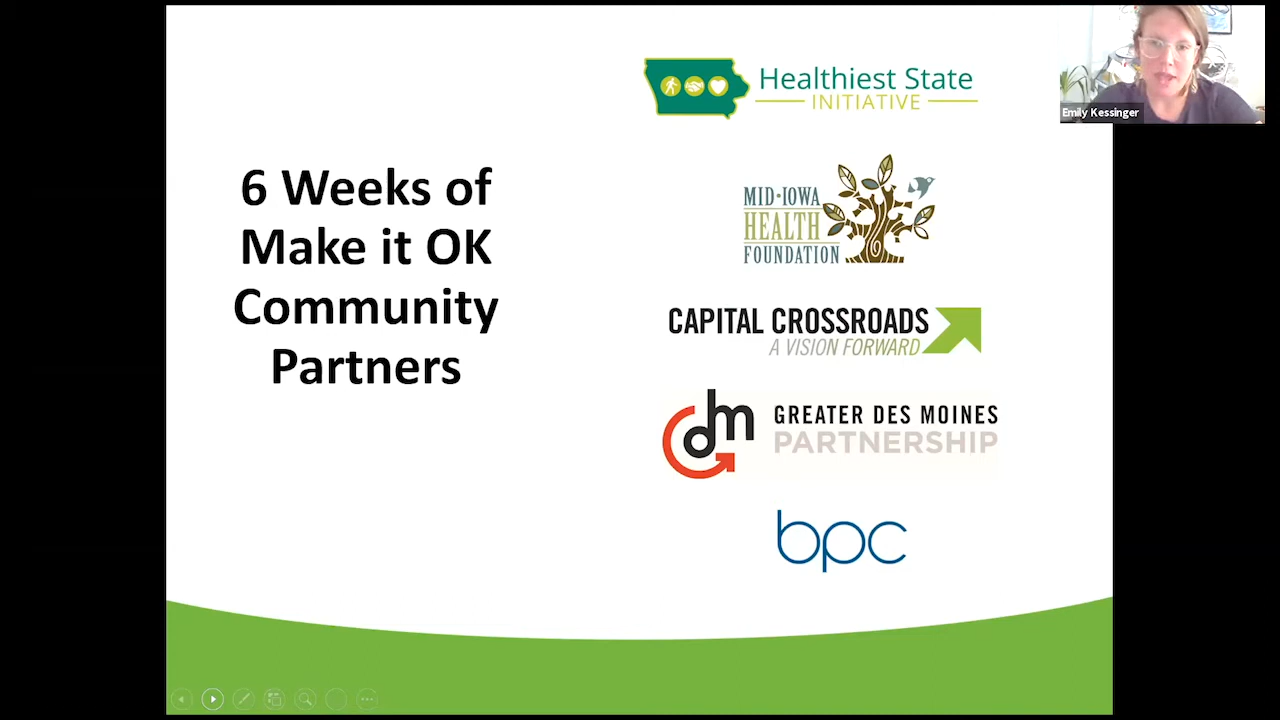 Healthiest State
INITIATIVE
Emily Kessinger
6 Weeks of
Make it OK
Community
Partners
MID•IOWA
HEALTH
FOUNDATION
CAPITAL CROSSROADS
A VISION FORWARD
dm
GREATER DES MOINES
PARTNERSHIP
bpc